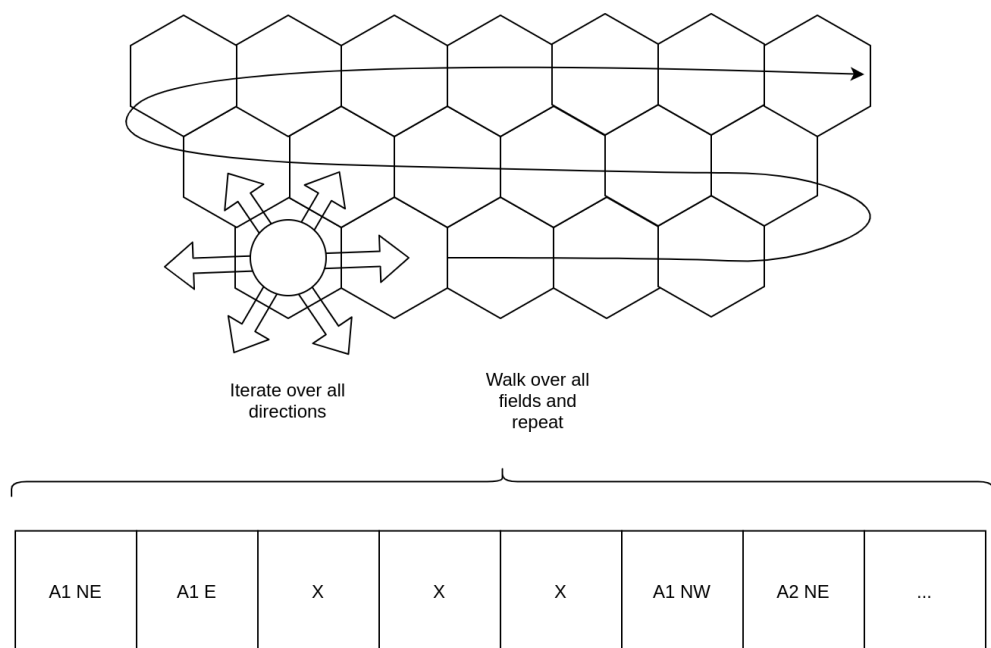 Iterate over all
directions
Walk over all
fields and
repeat
A1 NE
A1 E
X
X
X
A1 NW
A2 NE
...